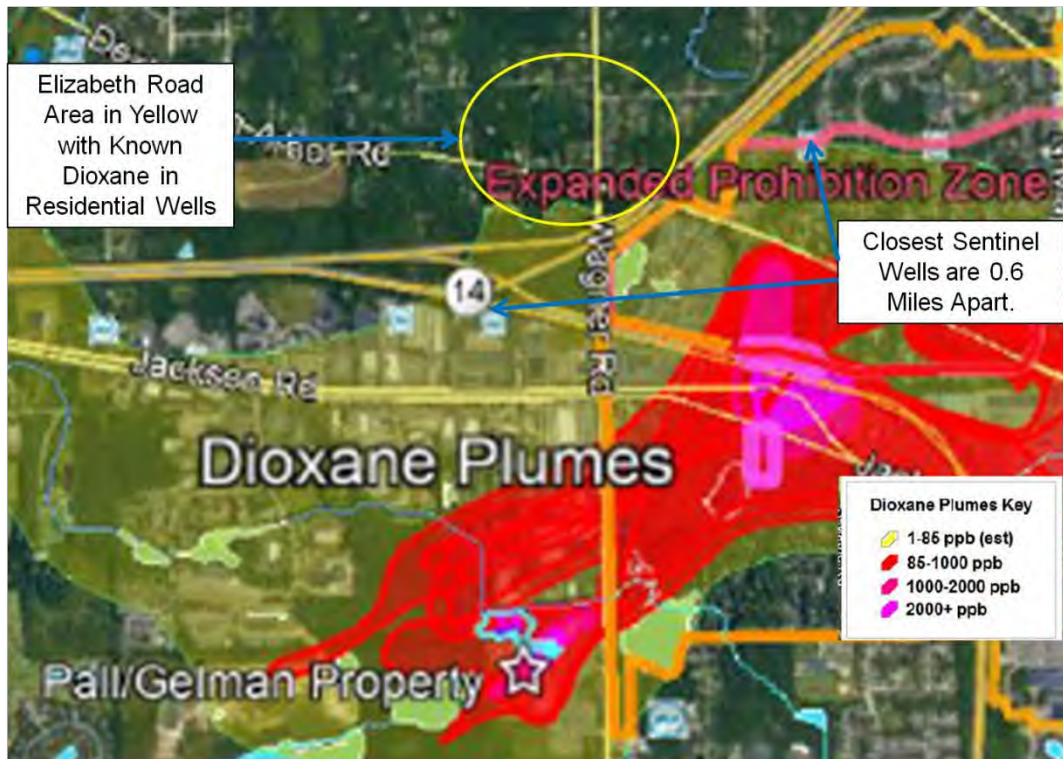 Elizabeth Road
Area in Yellow
with Known
Dioxane in
Residential Wells
Rd
Expanded Prohibition Zone
Closest Sentinel
Wells are 0.6
Miles Apart.
14
Wagner Rd
Jackson Rd
Dioxane Plumes
Dioxane Plumes Key
1-85 ppb (est)
85-1000 ppb
1000-2000 ppb
2000+ ppb
Pall/Gelman Property